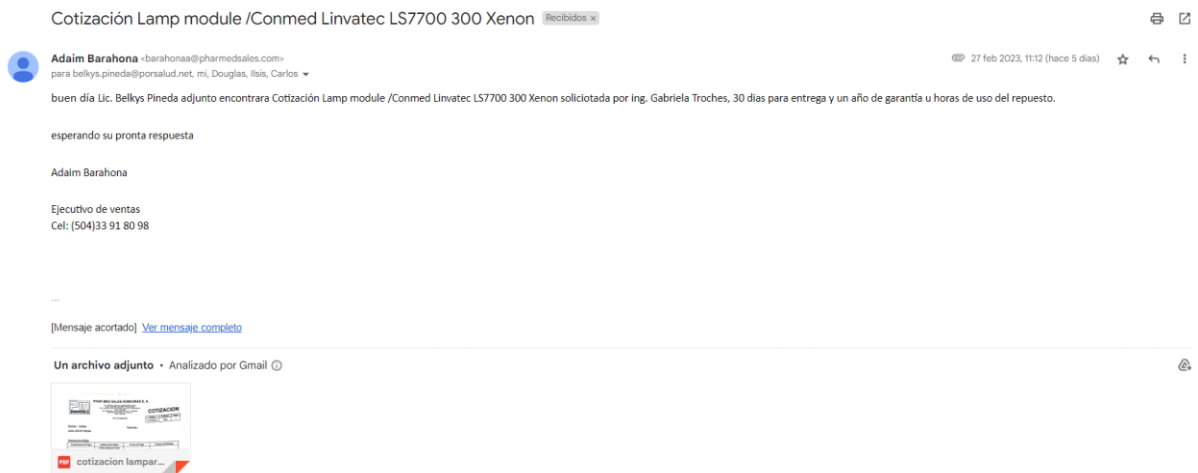 Cotización Lamp module /Conmed Linvatec LS7700 300 Xenon Recibidos ×
Adaim Barahona <barahonaa@pharmedsales.com>
27 feb 2023, 11:12 (hace 5 días)
para belkys.pineda@porsalud.net, mi, Douglas, Ilsis, Carlos
buen día Lic. Belkys Pineda adjunto encontrara Cotización Lamp module /Conmed Linvatec LS7700 300 Xenon soliciotada por ing. Gabriela Troches, 30 dias para entrega y un año de garantía u horas de uso del repuesto.
esperando su pronta respuesta
Adaim Barahona
Ejecutivo de ventas
Cel: (504)33 91 80 98
...
[Mensaje acortado] Ver mensaje completo
Un archivo adjunto • Analizado por Gmail
COTIZACION
PDF cotizacion lampar...